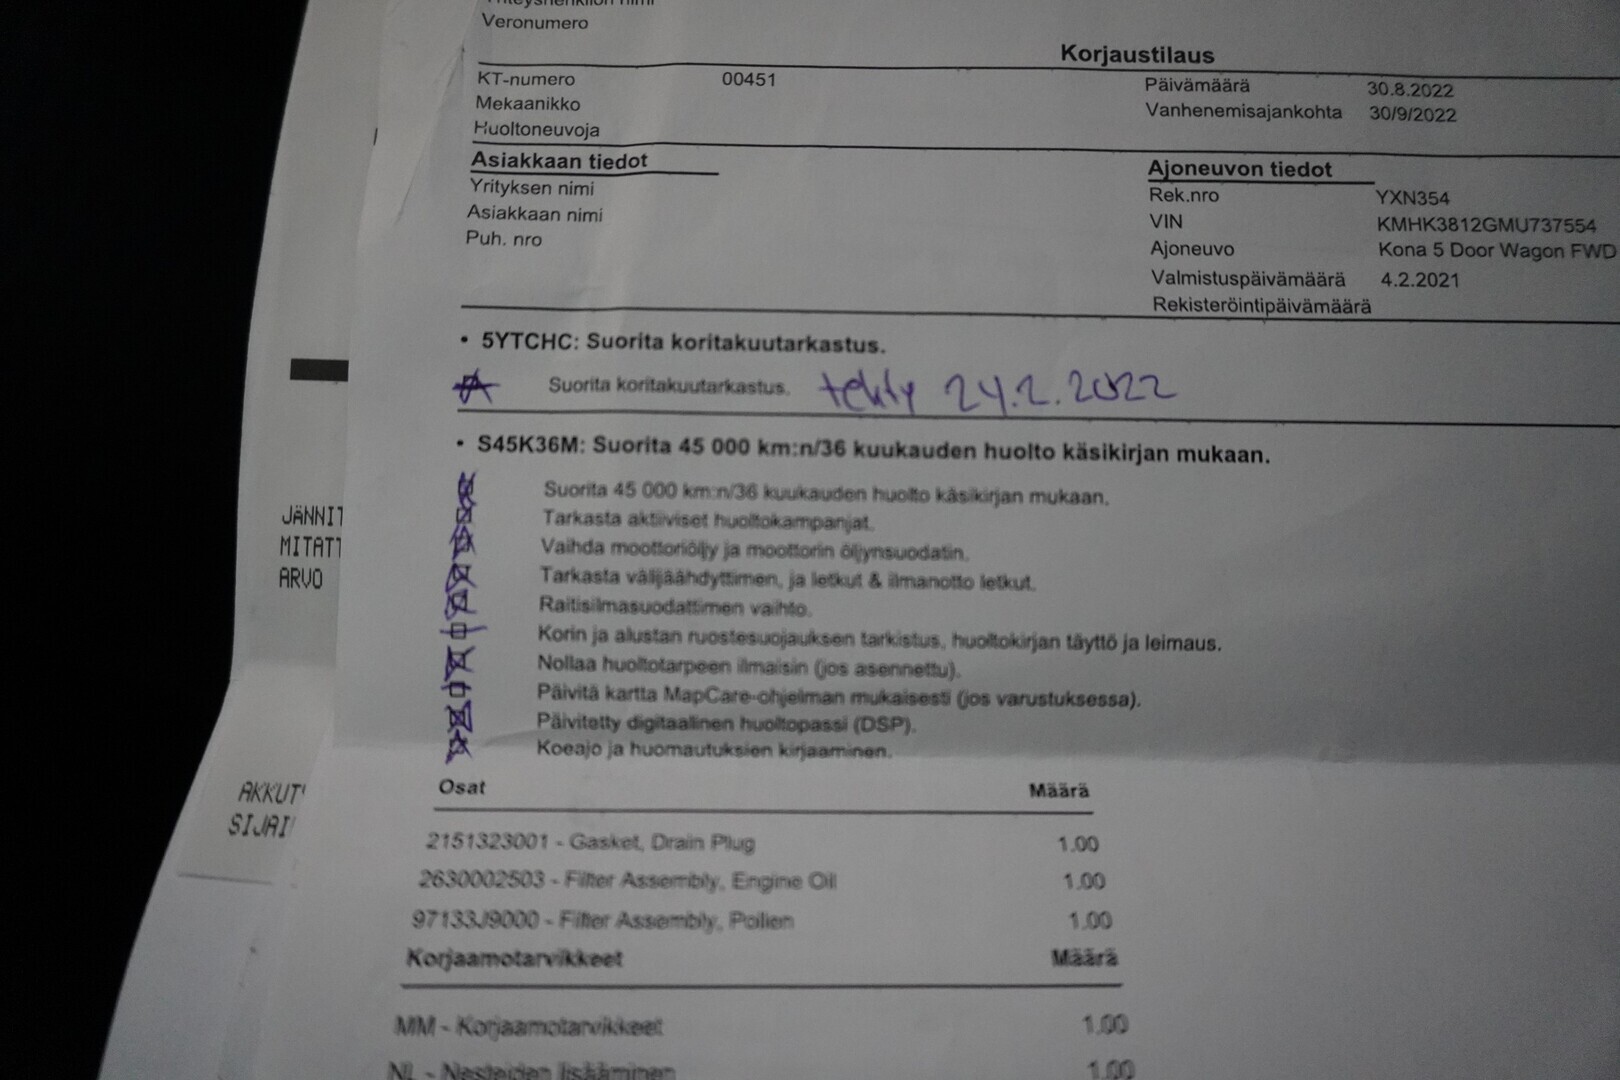 Veronumero
Korjaustilaus
KT-numero 00451 Päivämäärä 30.8.2022
Mekaanikko Vanhenemisajankohta 30/9/2022
Huoltoneuvoja
Asiakkaan tiedot Ajoneuvon tiedot
Yrityksen nimi Rek.nro YXN354
Asiakkaan nimi VIN KMHK3812GMU737554
Puh. nro Ajoneuvo Kona 5 Door Wagon FWD
Valmistuspäivämäärä 4.2.2021
Rekisteröintipäivämäärä
• 5YTCHC: Suorita koritakuutarkastus.
Suorita koritakuutarkastus. tehty 24.2.2022
• S45K36M: Suorita 45 000 km:n/36 kuukauden huolto käsikirjan mukaan.
Suorita 45 000 km:n/36 kuukauden huolto käsikirjan mukaan.
Tarkasta aktiiviset huoltokampanjat.
Vaihda moottoriöljy ja moottorin öljynsuodatin.
Tarkasta välijäähdyttimen, ja letkut & ilmanotto letkut.
Raitisilmasuodattimen vaihto.
Korin ja alustan ruostesuojauksen tarkistus, huoltokirjan täyttö ja leimaus.
Nollaa huoltotarpeen ilmaisin (jos asennettu).
Päivitä kartta MapCare-ohjelman mukaisesti (jos varustuksessa).
Päivitetty digitaalinen huoltopassi (DSP).
Koeajo ja huomautuksien kirjaaminen.
Osat Määrä
2151323001 - Gasket, Drain Plug 1.00
2630002503 - Filter Assembly, Engine Oil 1.00
97133J9000 - Filter Assembly, Pollen 1.00
Korjaamotarvikkeet Määrä
MM - Korjaamotarvikkeet 1.00
NL - Nesteiden lisääminen 1.00
JÄNNIT
MITATT
ARVO
AKKUT
SIJAI